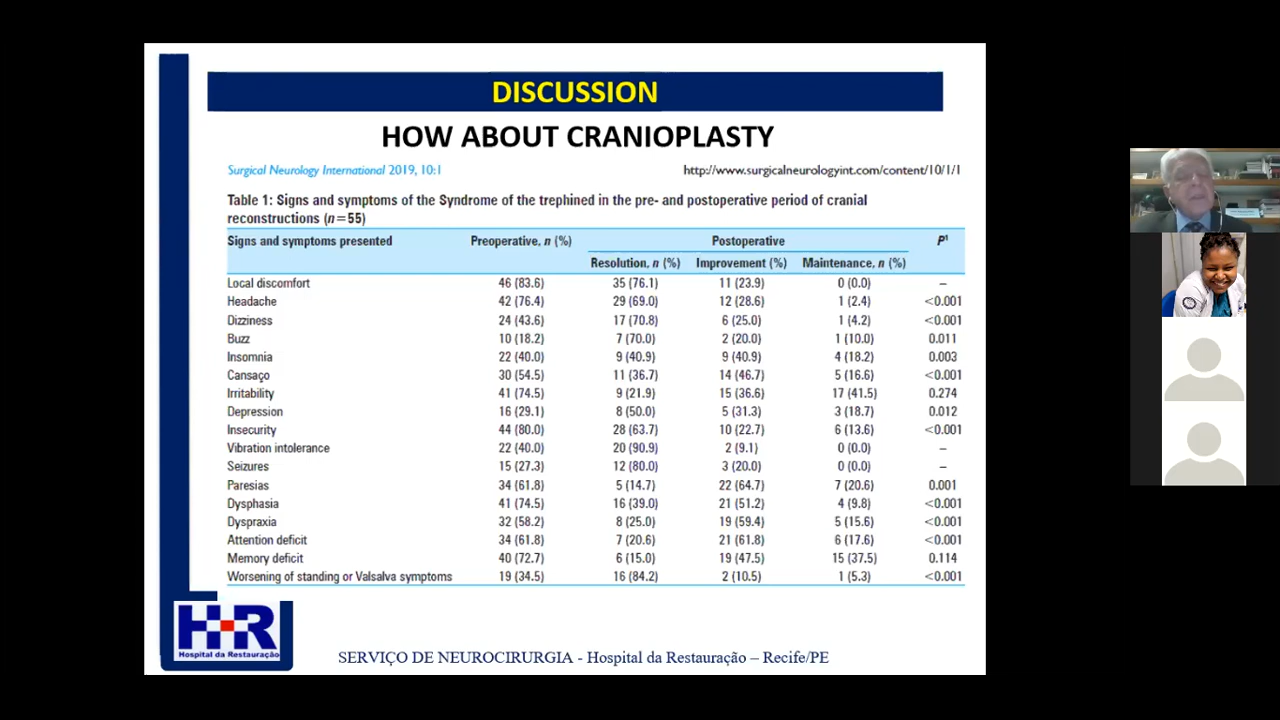 DISCUSSION
HOW ABOUT CRANIOPLASTY
Surgical Neurology International 2019, 10:1 http://www.surgicalneurologyint.com/content/10/1/1
Table 1: Signs and symptoms of the Syndrome of the trephined in the pre- and postoperative period of cranial
reconstructions (n=55)
Signs and symptoms presented Preoperative, n (%) Postoperative P¹
Resolution, n (%) Improvement (%) Maintenance, n (%)
Local discomfort 46 (83.6) 35 (76.1) 11 (23.9) 0 (0.0) –
Headache 42 (76.4) 29 (69.0) 12 (28.6) 1 (2.4) <0.001
Dizziness 24 (43.6) 17 (70.8) 6 (25.0) 1 (4.2) <0.001
Buzz 10 (18.2) 7 (70.0) 2 (20.0) 1 (10.0) 0.011
Insomnia 22 (40.0) 9 (40.9) 9 (40.9) 4 (18.2) 0.003
Cansaço 30 (54.5) 11 (36.7) 14 (46.7) 5 (16.6) <0.001
Irritability 41 (74.5) 9 (21.9) 15 (36.6) 17 (41.5) 0.274
Depression 16 (29.1) 8 (50.0) 5 (31.3) 3 (18.7) 0.012
Insecurity 44 (80.0) 28 (63.7) 10 (22.7) 6 (13.6) <0.001
Vibration intolerance 22 (40.0) 20 (90.9) 2 (9.1) 0 (0.0) –
Seizures 15 (27.3) 12 (80.0) 3 (20.0) 0 (0.0) –
Paresias 34 (61.8) 5 (14.7) 22 (64.7) 7 (20.6) 0.001
Dysphasia 41 (74.5) 16 (39.0) 21 (51.2) 4 (9.8) <0.001
Dyspraxia 32 (58.2) 8 (25.0) 19 (59.4) 5 (15.6) <0.001
Attention deficit 34 (61.8) 7 (20.6) 21 (61.8) 6 (17.6) <0.001
Memory deficit 40 (72.7) 6 (15.0) 19 (47.5) 15 (37.5) 0.114
Worsening of standing or Valsalva symptoms 19 (34.5) 16 (84.2) 2 (10.5) 1 (5.3) <0.001
HR
Hospital da Restauração
SERVIÇO DE NEUROCIRURGIA - Hospital da Restauração – Recife/PE